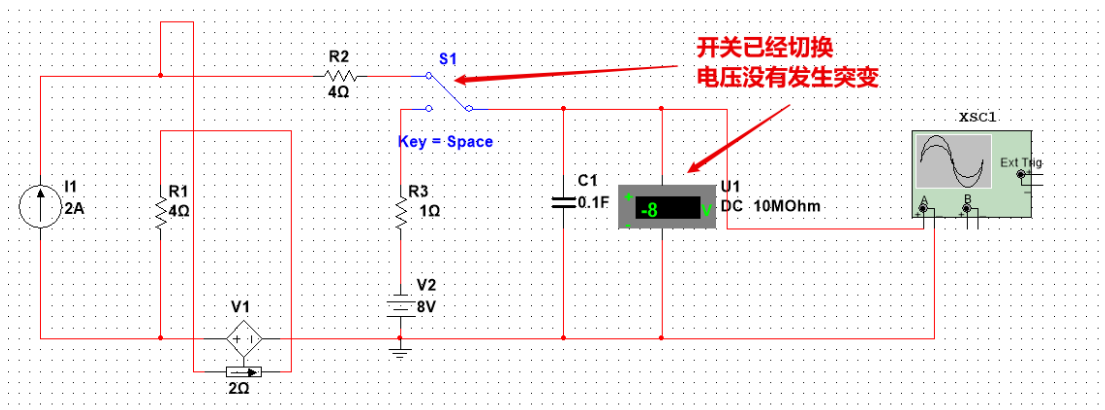 开关已经切换
电压没有发生突变
R2
4Ω
S1
Key = Space
XSC1
Ext Trig
A
B
I1
2A
R1
4Ω
R3
1Ω
C1
0.1F
-8
V
U1
DC 10MOhm
V2
8V
V1
2Ω